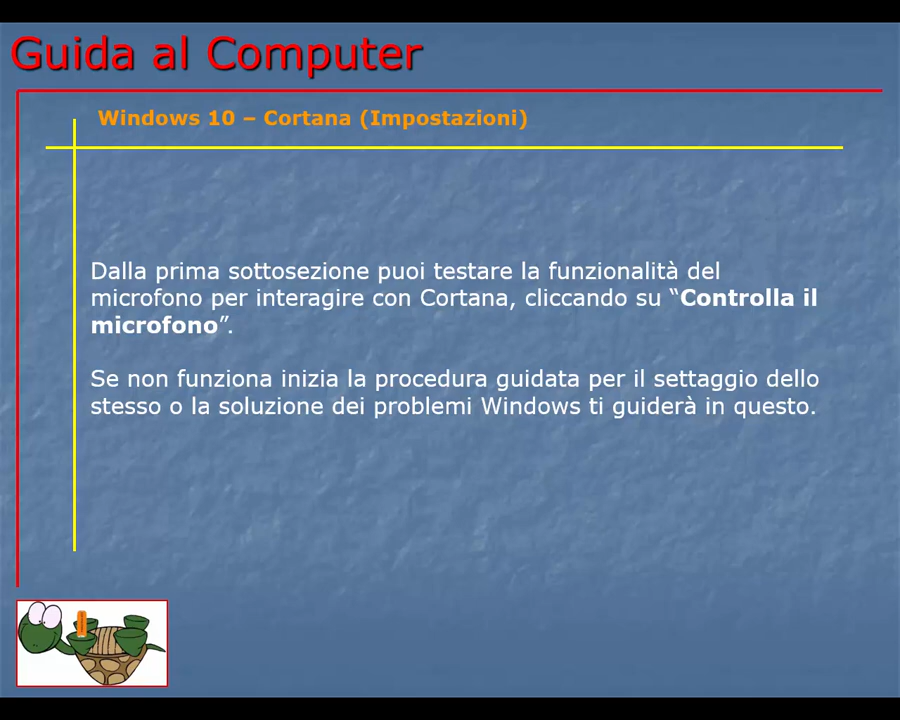 Guida al Computer
Windows 10 – Cortana (Impostazioni)
Dalla prima sottosezione puoi testare la funzionalità del
microfono per interagire con Cortana, cliccando su “Controlla il
microfono”.
Se non funziona inizia la procedura guidata per il settaggio dello
stesso o la soluzione dei problemi Windows ti guiderà in questo.